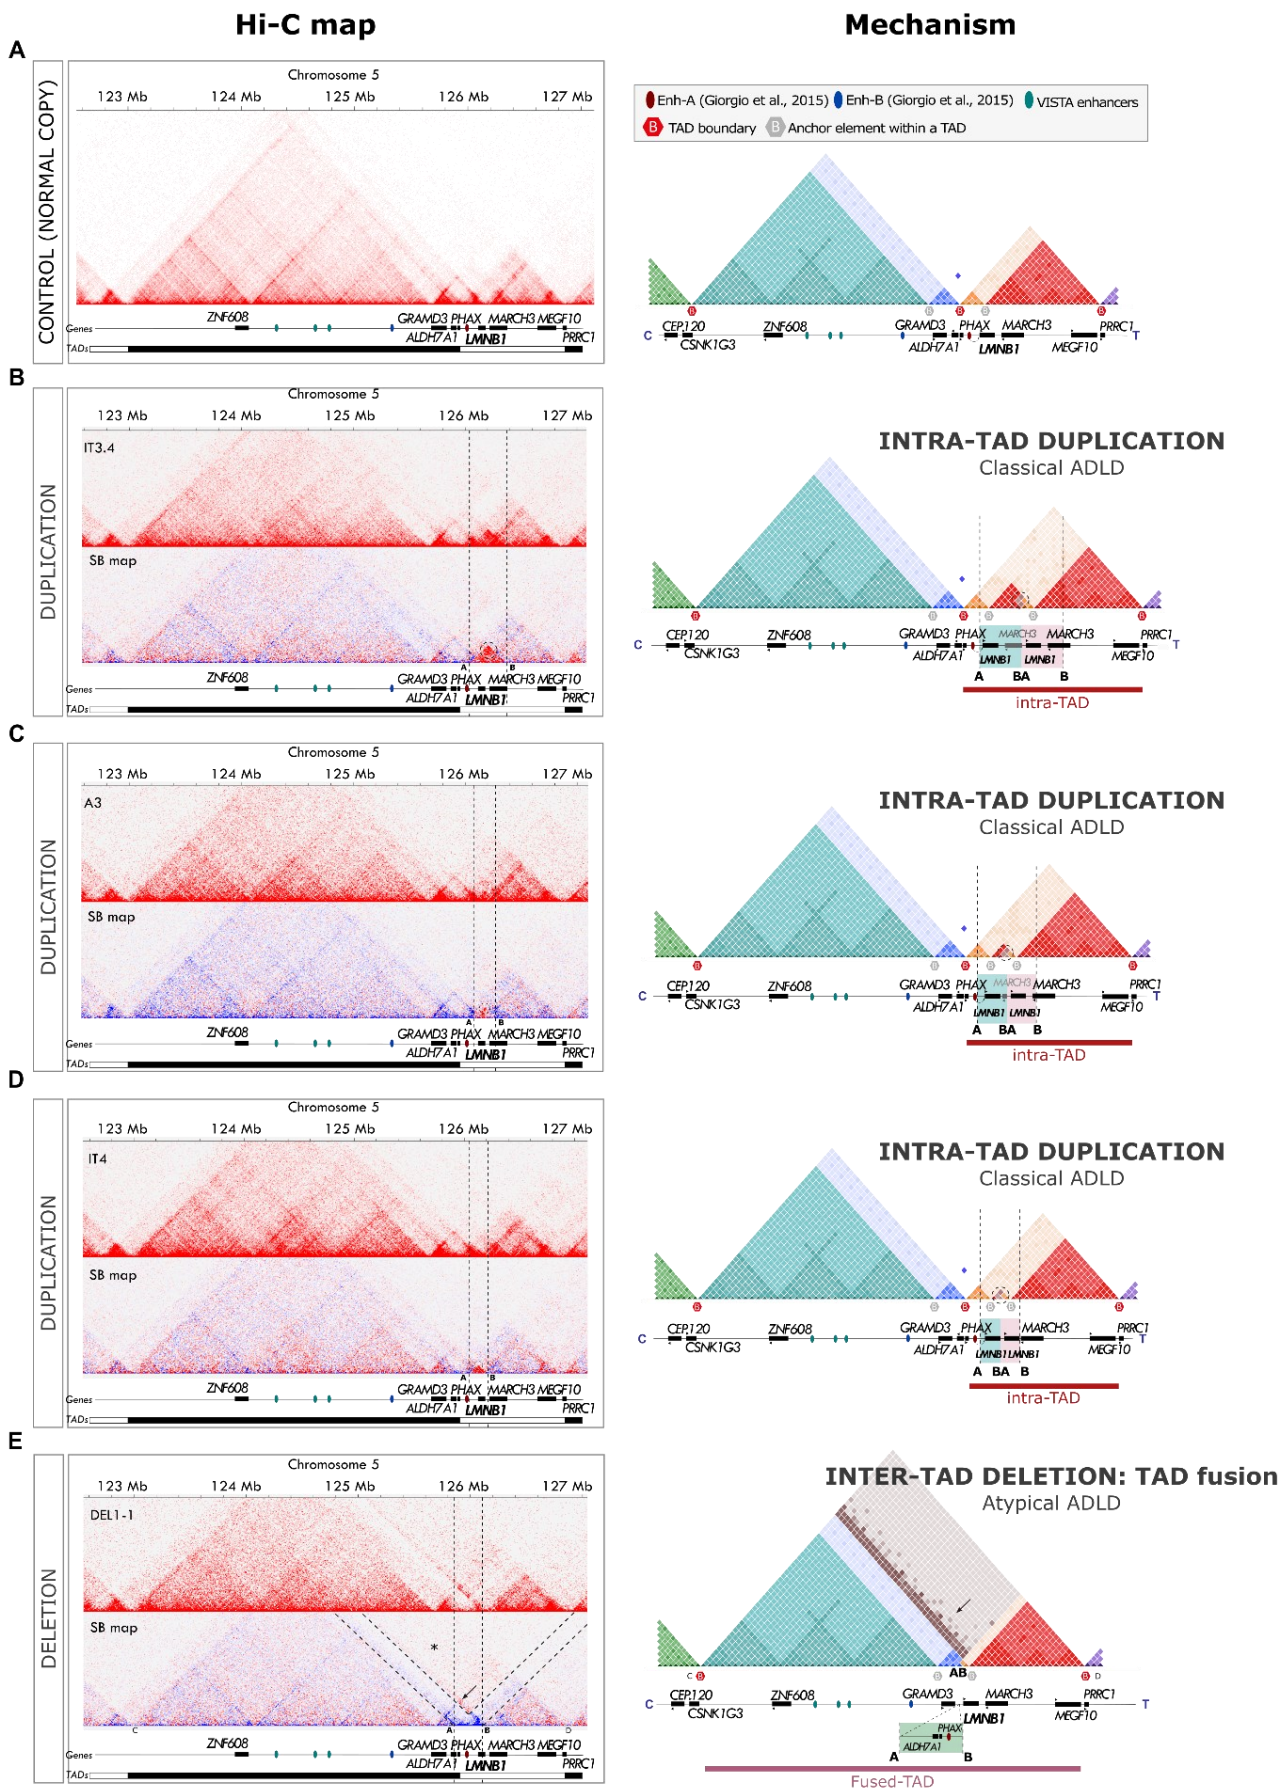 Hi-C map
Mechanism
A
CONTROL (NORMAL COPY)
Chromosome 5
123 Mb 124 Mb 125 Mb 126 Mb 127 Mb
ZNF608 GRAMD3 PHAX MARCH3 MEGF10
Genes
ALDH7A1 LMNB1 PRRC1
TADs
Enh-A (Giorgio et al., 2015) Enh-B (Giorgio et al., 2015) VISTA enhancers
B TAD boundary B Anchor element within a TAD
B B B B B
CEP120 ZNF608 GRAMD3 PHAX MARCH3 PRRC1
C T
CSNK1G3 ALDH7A1 LMNB1 MEGF10
B
DUPLICATION
Chromosome 5
123 Mb 124 Mb 125 Mb 126 Mb 127 Mb
IT3.4
SB map
A B
ZNF608 GRAMD3 PHAX MARCH3 MEGF10
Genes
ALDH7A1 LMNB1 PRRC1
TADs
INTRA-TAD DUPLICATION
Classical ADLD
B B B B B B
CEP120 ZNF608 GRAMD3 PHAX MARCH3 MARCH3 PRRC1
C T
CSNK1G3 ALDH7A1 LMNB1 LMNB1 MEGF10
A BA B
intra-TAD
C
DUPLICATION
Chromosome 5
123 Mb 124 Mb 125 Mb 126 Mb 127 Mb
A3
SB map
A B
ZNF608 GRAMD3 PHAX MARCH3 MEGF10
Genes
ALDH7A1 LMNB1 PRRC1
TADs
INTRA-TAD DUPLICATION
Classical ADLD
B B B B B
CEP120 ZNF608 GRAMD3 PHAX MARCH3 MARCH3 PRRC1
C T
CSNK1G3 ALDH7A1 LMNB1 LMNB1 MEGF10
A BA B
intra-TAD
D
DUPLICATION
Chromosome 5
123 Mb 124 Mb 125 Mb 126 Mb 127 Mb
IT4
SB map
A B
ZNF608 GRAMD3 PHAX MARCH3 MEGF10
Genes
ALDH7A1 LMNB1 PRRC1
TADs
INTRA-TAD DUPLICATION
Classical ADLD
B B B B B
CEP120 ZNF608 GRAMD3 PHAX MARCH3 PRRC1
C T
CSNK1G3 ALDH7A1 LMNB1 LMNB1 MEGF10
A BA B
intra-TAD
E
DELETION
Chromosome 5
123 Mb 124 Mb 125 Mb 126 Mb 127 Mb
DEL1-1
SB map
*
C A B D
ZNF608 GRAMD3 PHAX MARCH3 MEGF10
Genes
ALDH7A1 LMNB1 PRRC1
TADs
INTER-TAD DELETION: TAD fusion
Atypical ADLD
AB
C B B B B D
CEP120 ZNF608 GRAMD3 MARCH3 PRRC1
C T
CSNK1G3 LMNB1 MEGF10
PHAX
ALDH7A1
A B
Fused-TAD